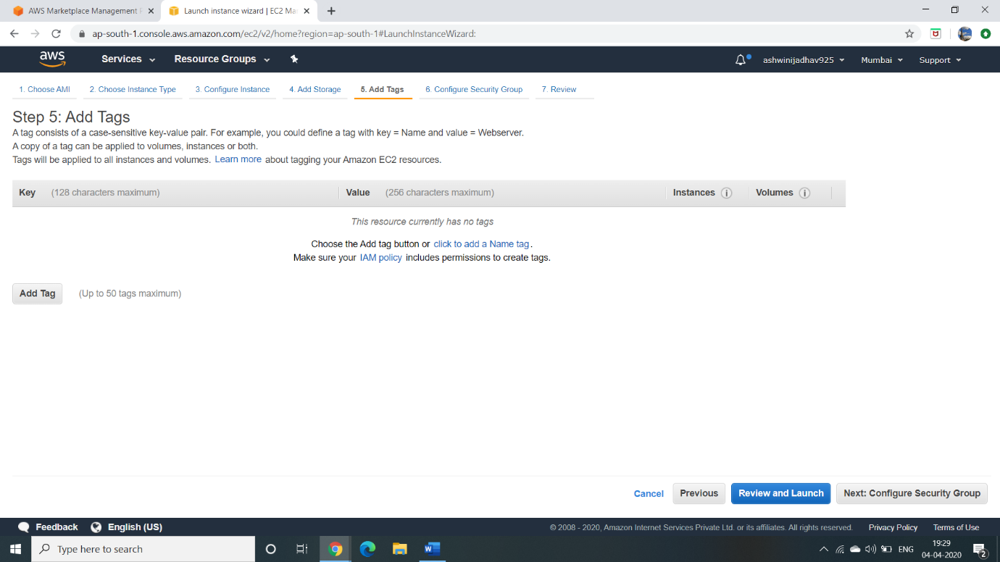 AWS Marketplace Management
Launch instance wizard | EC2 Ma
ap-south-1.console.aws.amazon.com/ec2/v2/home?region=ap-south-1#LaunchInstanceWizard:
aws Services Resource Groups ashwinijadhav925 Mumbai Support
1. Choose AMI 2. Choose Instance Type 3. Configure Instance 4. Add Storage 5. Add Tags 6. Configure Security Group 7. Review
Step 5: Add Tags
A tag consists of a case-sensitive key-value pair. For example, you could define a tag with key = Name and value = Webserver.
A copy of a tag can be applied to volumes, instances or both.
Tags will be applied to all instances and volumes. Learn more about tagging your Amazon EC2 resources.
Key (128 characters maximum) Value (256 characters maximum) Instances i Volumes i
This resource currently has no tags
Choose the Add tag button or click to add a Name tag.
Make sure your IAM policy includes permissions to create tags.
Add Tag (Up to 50 tags maximum)
Cancel Previous Review and Launch Next: Configure Security Group
Feedback English (US) © 2008 - 2020, Amazon Internet Services Private Ltd. or its affiliates. All rights reserved. Privacy Policy Terms of Use
Type here to search
ENG
19:29
04-04-2020
2